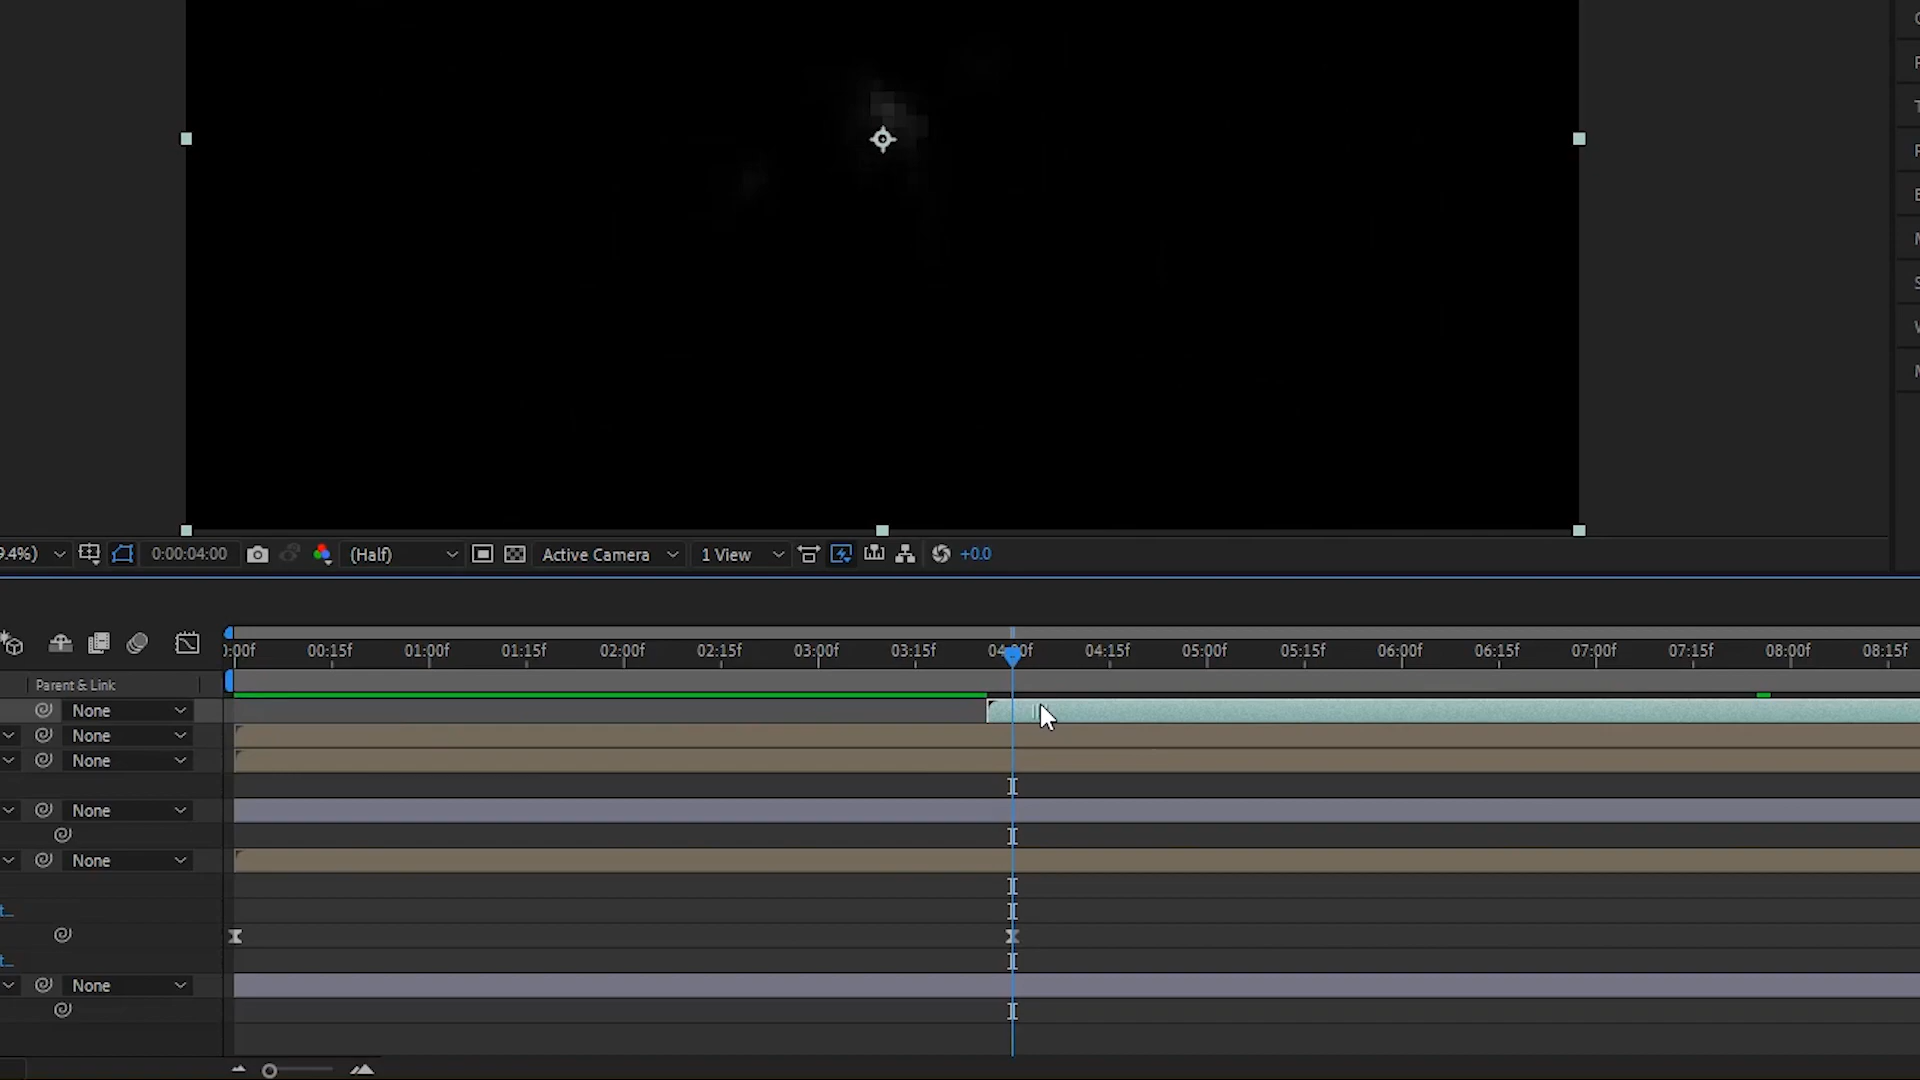 9.4%) 0:00:04:00 (Half) Active Camera 1 View +0.0
0:00f 00:15f 01:00f 01:15f 02:00f 02:15f 03:00f 03:15f 04:00f 04:15f 05:00f 05:15f 06:00f 06:15f 07:00f 07:15f 08:00f 08:15f
Parent & Link
None
None
None
None
None
None